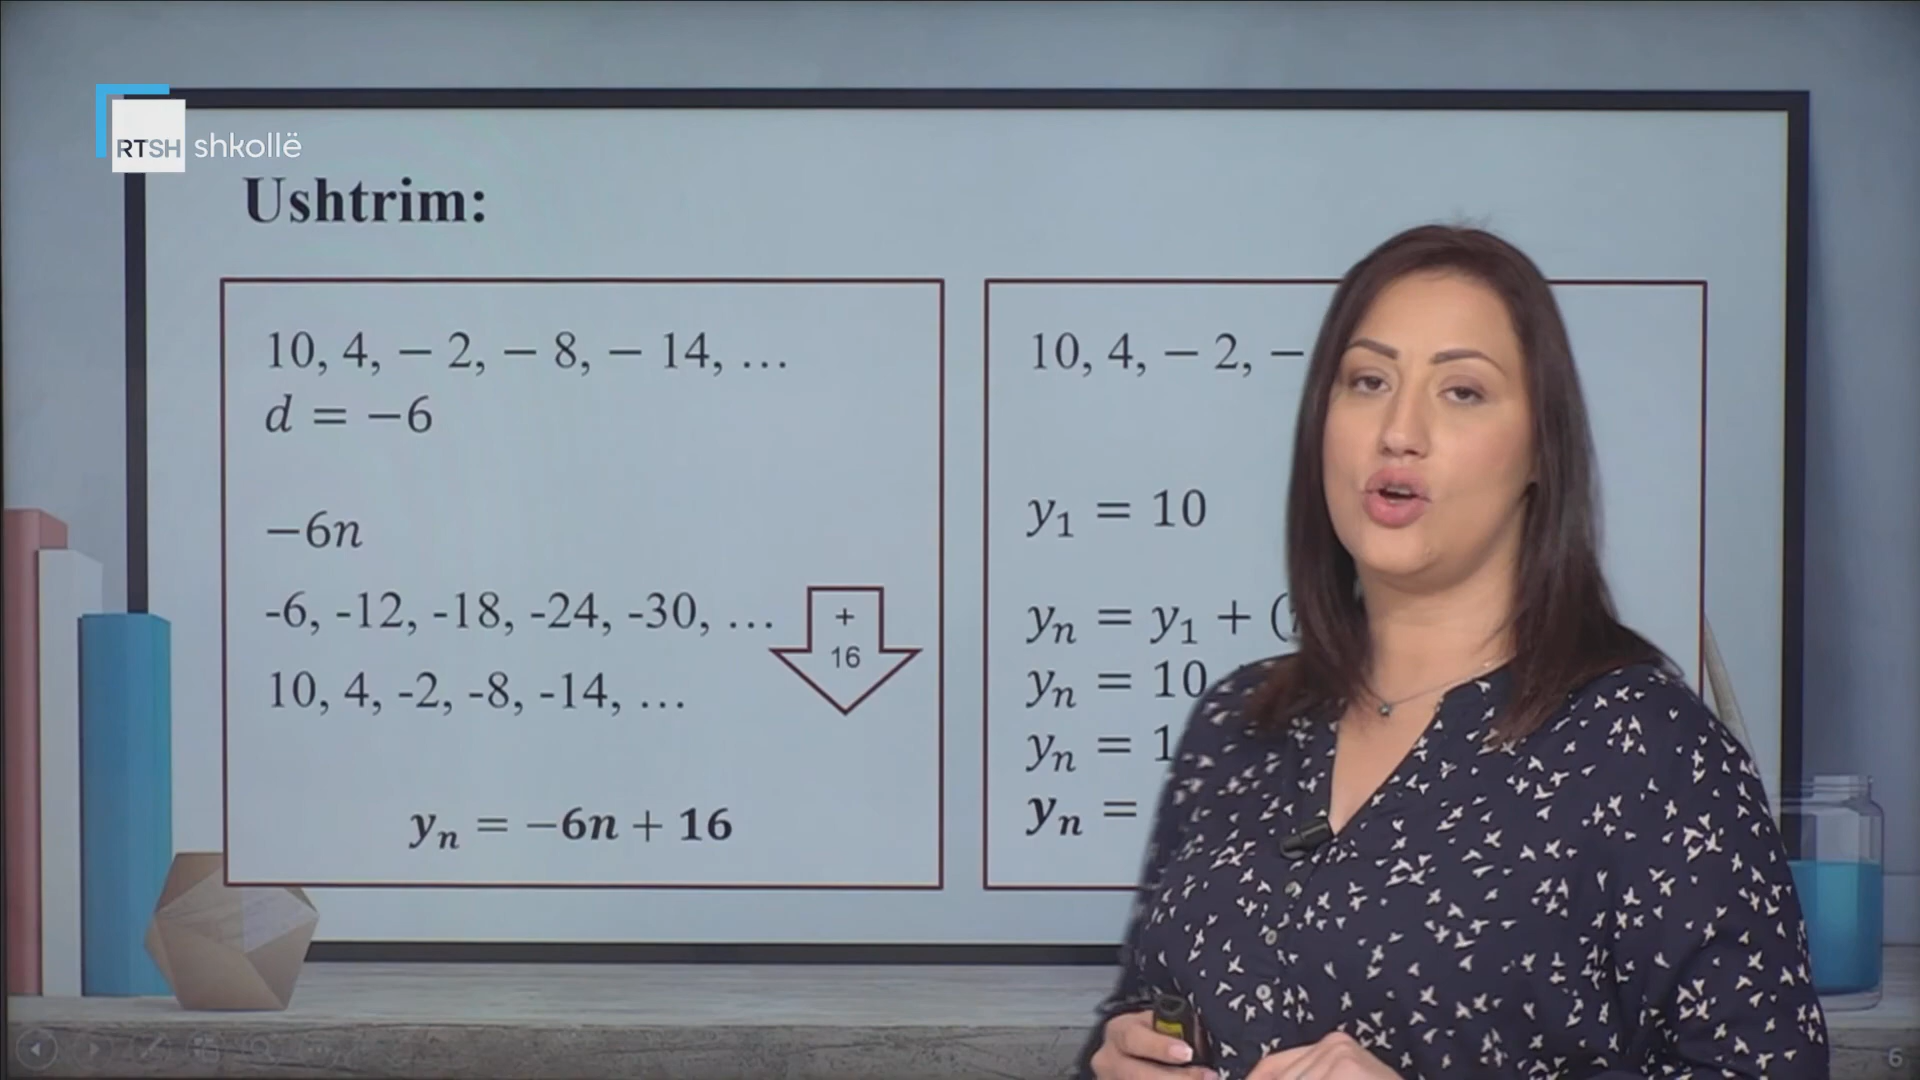 RTSH shkollë
Ushtrim:
10, 4, − 2, − 8, − 14, …
d = −6
−6n
-6, -12, -18, -24, -30, …
10, 4, -2, -8, -14, …
+
16
yₙ = −6n + 16
10, 4, − 2, −
y₁ = 10
yₙ = y₁ + (
yₙ = 10
yₙ = 1
yₙ =
6